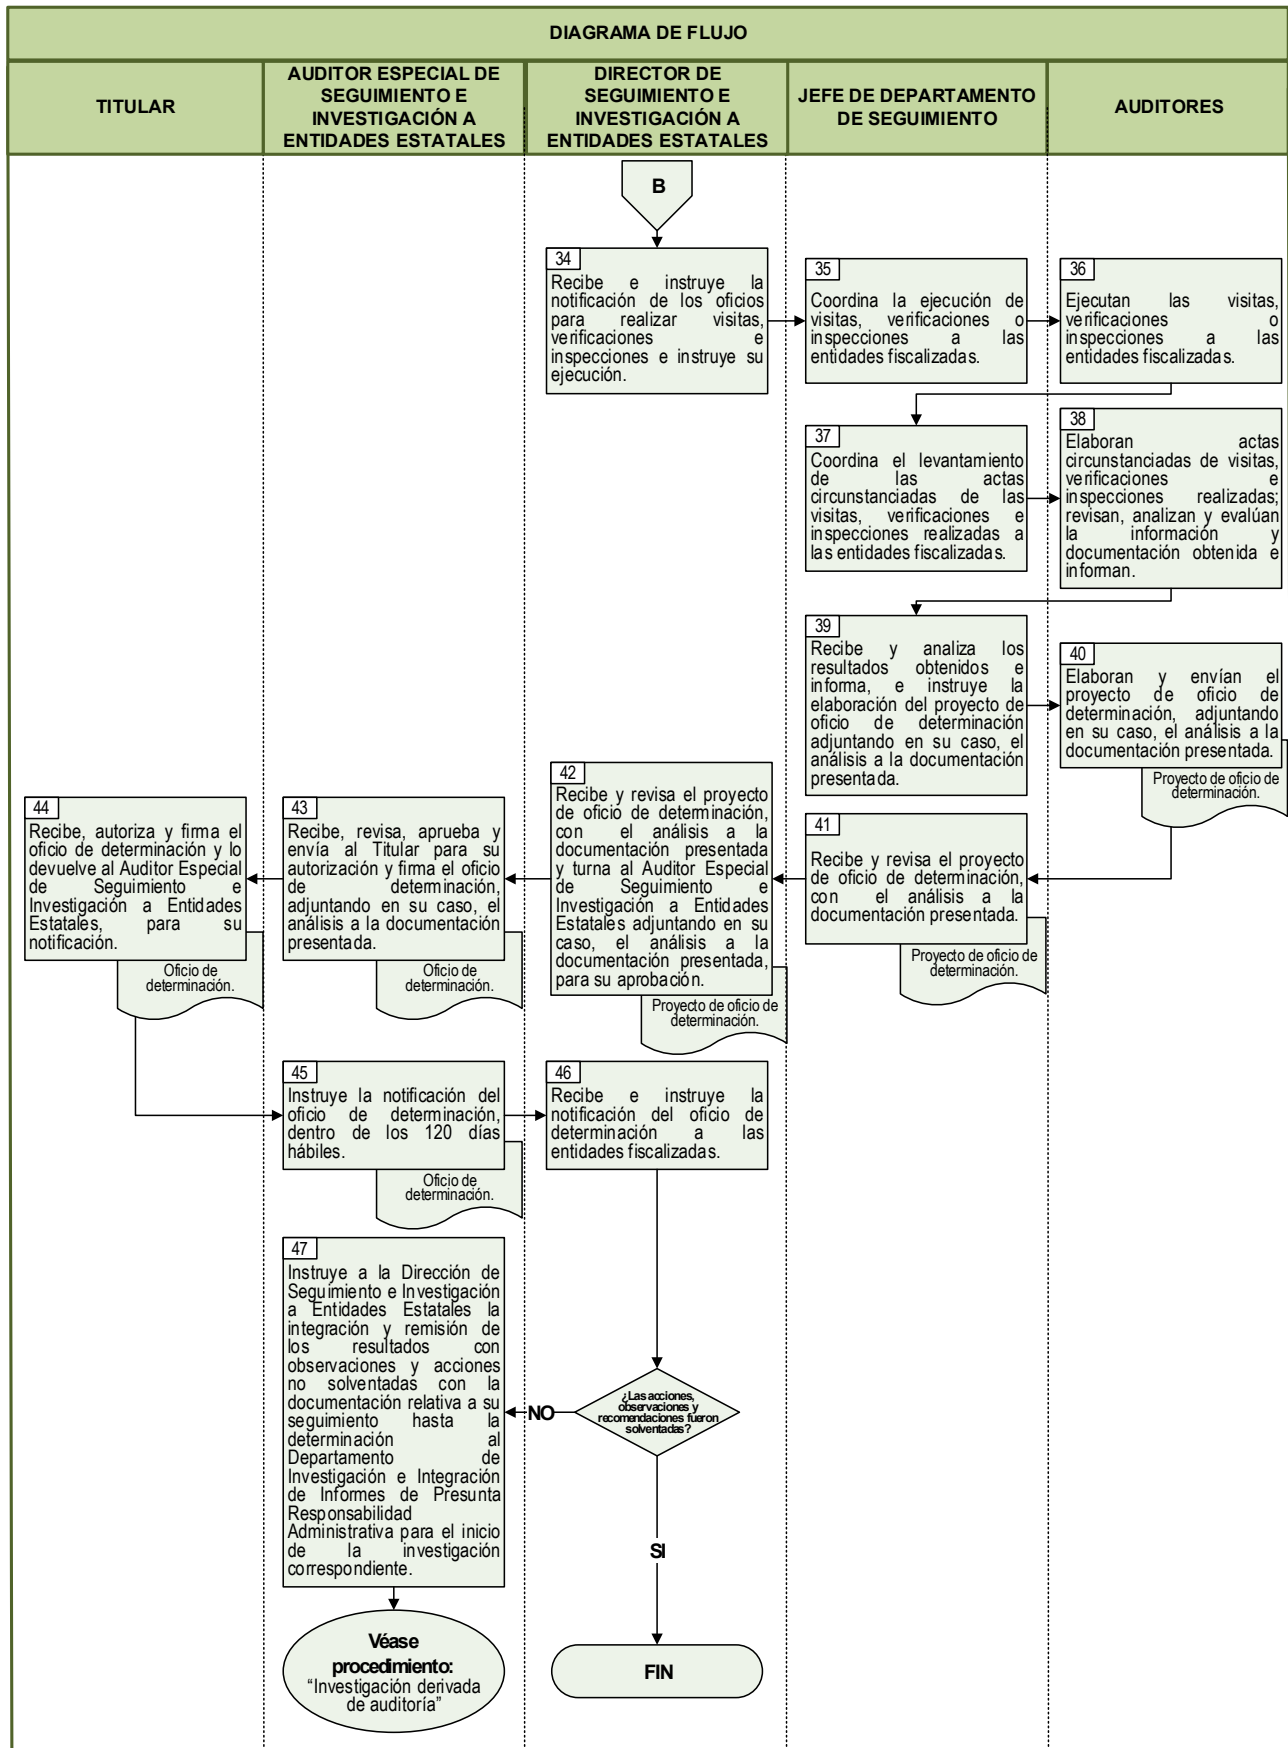 DIAGRAMA DE FLUJO
TITULAR
AUDITOR ESPECIAL DE
SEGUIMIENTO E
INVESTIGACIÓN A
ENTIDADES ESTATALES
DIRECTOR DE
SEGUIMIENTO E
INVESTIGACIÓN A
ENTIDADES ESTATALES
JEFE DE DEPARTAMENTO
DE SEGUIMIENTO
AUDITORES
B
34
Recibe e instruye la
notificación de los oficios
para realizar visitas,
verificaciones e
inspecciones e instruye su
ejecución.
35
Coordina la ejecución de
visitas, verificaciones o
inspecciones a las
entidades fiscalizadas.
36
Ejecutan las visitas,
verificaciones o
inspecciones a las
entidades fiscalizadas.
37
Coordina el levantamiento
de las actas
circunstanciadas de las
visitas, verificaciones e
inspecciones realizadas a
las entidades fiscalizadas.
38
Elaboran actas
circunstanciadas de visitas,
verificaciones e
inspecciones realizadas;
revisan, analizan y evalúan
la información y
documentación obtenida e
informan.
39
Recibe y analiza los
resultados obtenidos e
informa, e instruye la
elaboración del proyecto de
oficio de determinación
adjuntando en su caso, el
análisis a la documentación
presentada.
40
Elaboran y envían el
proyecto de oficio de
determinación, adjuntando
en su caso, el análisis a la
documentación presentada.
Proyecto de oficio de
determinación.
41
Recibe y revisa el proyecto
de oficio de determinación,
con el análisis a la
documentación presentada.
Proyecto de oficio de
determinación.
42
Recibe y revisa el proyecto
de oficio de determinación,
con el análisis a la
documentación presentada
y turna al Auditor Especial
de Seguimiento e
Investigación a Entidades
Estatales adjuntando en su
caso, el análisis a la
documentación presentada,
para su aprobación.
Proyecto de oficio de
determinación.
43
Recibe, revisa, aprueba y
envía al Titular para su
autorización y firma el oficio
de determinación,
adjuntando en su caso, el
análisis a la documentación
presentada.
Oficio de
determinación.
44
Recibe, autoriza y firma el
oficio de determinación y lo
devuelve al Auditor Especial
de Seguimiento e
Investigación a Entidades
Estatales, para su
notificación.
Oficio de
determinación.
45
Instruye la notificación del
oficio de determinación,
dentro de los 120 días
hábiles.
Oficio de
determinación.
46
Recibe e instruye la
notificación del oficio de
determinación a las
entidades fiscalizadas.
¿Las acciones,
observaciones y
recomendaciones fueron
solventadas?
NO
SI
47
Instruye a la Dirección de
Seguimiento e Investigación
a Entidades Estatales la
integración y remisión de
los resultados con
observaciones y acciones
no solventadas con la
documentación relativa a su
seguimiento hasta la
determinación al
Departamento de
Investigación e Integración
de Informes de Presunta
Responsabilidad
Administrativa para el inicio
de la investigación
correspondiente.
Véase
procedimiento:
“Investigación derivada
de auditoría”
FIN